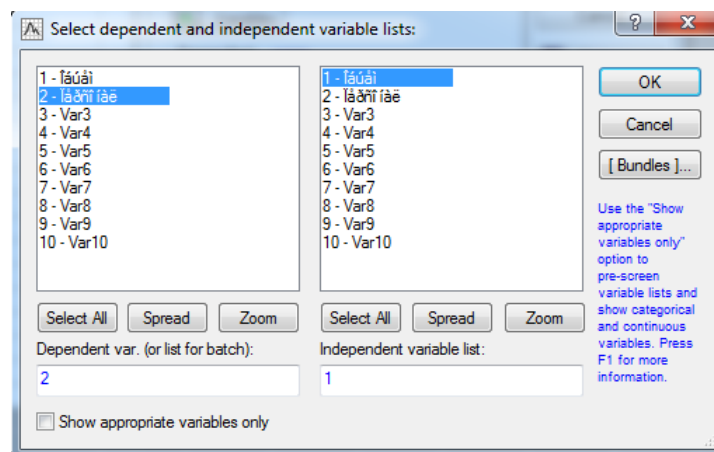 Select dependent and independent variable lists:
1 - Îáúåì
2 - Ïåðñîíàë
3 - Var3
4 - Var4
5 - Var5
6 - Var6
7 - Var7
8 - Var8
9 - Var9
10 - Var10
1 - Îáúåì
2 - Ïåðñîíàë
3 - Var3
4 - Var4
5 - Var5
6 - Var6
7 - Var7
8 - Var8
9 - Var9
10 - Var10
OK
Cancel
[ Bundles ]...
Use the "Show
appropriate
variables only"
option to
pre-screen
variable lists and
show categorical
and continuous
variables. Press
F1 for more
information.
Select All
Spread
Zoom
Select All
Spread
Zoom
Dependent var. (or list for batch):
2
Independent variable list:
1
Show appropriate variables only